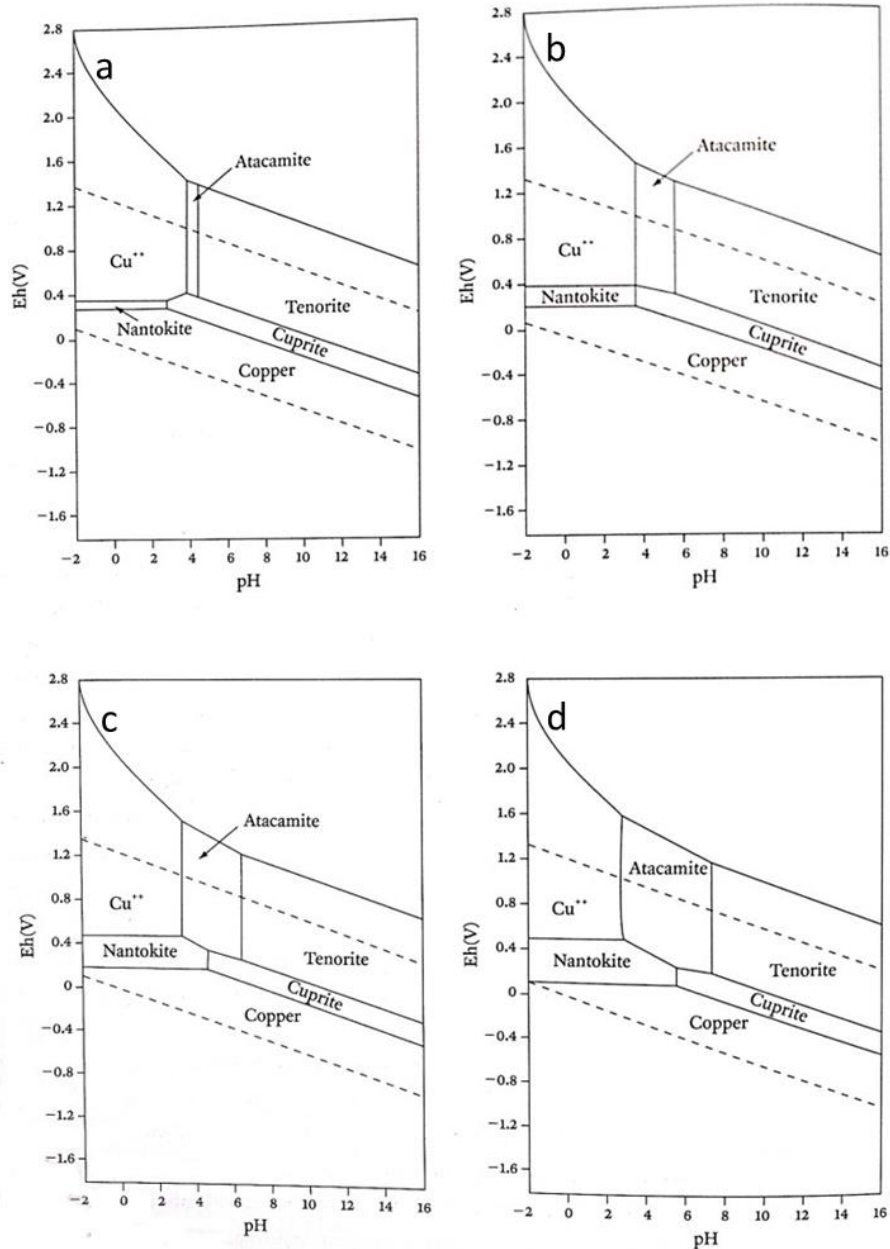 a
2.8
2.4
2.0
1.6
1.2
0.8
0.4
0
−0.4
−0.8
−1.2
−1.6
Eh(V)
Atacamite
Cu⁺⁺
Nantokite
Tenorite
Cuprite
Copper
−2 0 2 4 6 8 10 12 14 16
pH
b
2.8
2.4
2.0
1.6
1.2
0.8
0.4
0
−0.4
−0.8
−1.2
−1.6
Eh(V)
Atacamite
Cu⁺⁺
Nantokite
Tenorite
Cuprite
Copper
−2 0 2 4 6 8 10 12 14 16
pH
c
2.8
2.4
2.0
1.6
1.2
0.8
0.4
0
−0.4
−0.8
−1.2
−1.6
Eh(V)
Atacamite
Cu⁺⁺
Nantokite
Tenorite
Cuprite
Copper
−2 0 2 4 6 8 10 12 14 16
pH
d
2.8
2.4
2.0
1.6
1.2
0.8
0.4
0
−0.4
−0.8
−1.2
−1.6
Eh(V)
Atacamite
Cu⁺⁺
Nantokite
Tenorite
Cuprite
Copper
−2 0 2 4 6 8 10 12 14 16
pH